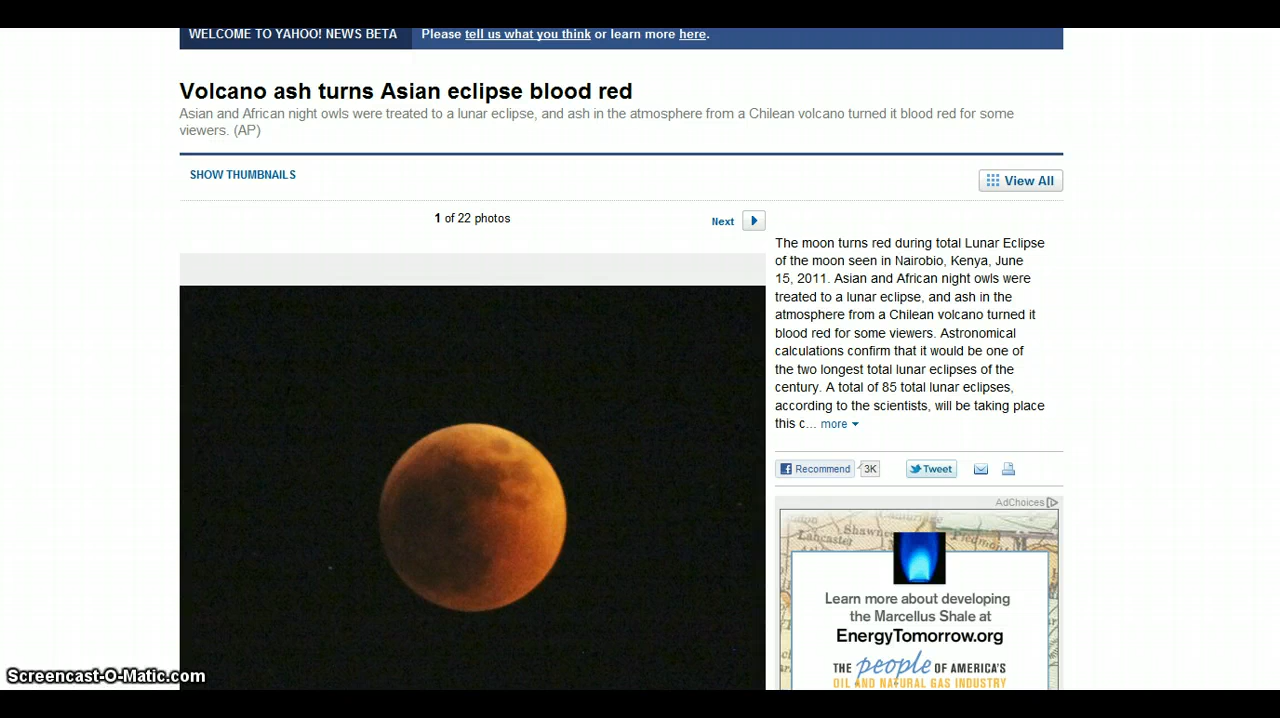 WELCOME TO YAHOO! NEWS BETA Please tell us what you think or learn more here.
Volcano ash turns Asian eclipse blood red
Asian and African night owls were treated to a lunar eclipse, and ash in the atmosphere from a Chilean volcano turned it blood red for some
viewers. (AP)
SHOW THUMBNAILS
View All
1 of 22 photos
Next
The moon turns red during total Lunar Eclipse
of the moon seen in Nairobio, Kenya, June
15, 2011. Asian and African night owls were
treated to a lunar eclipse, and ash in the
atmosphere from a Chilean volcano turned it
blood red for some viewers. Astronomical
calculations confirm that it would be one of
the two longest total lunar eclipses of the
century. A total of 85 total lunar eclipses,
according to the scientists, will be taking place
this c... more
Recommend 3K Tweet
AdChoices
Lancaster
Learn more about developing
the Marcellus Shale at
EnergyTomorrow.org
THE people OF AMERICA'S
OIL AND NATURAL GAS INDUSTRY
Screencast-O-Matic.com